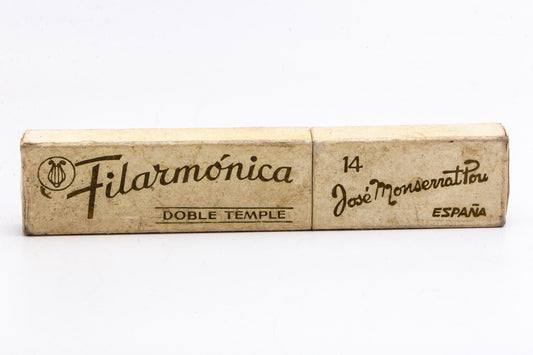 Filarmónica
DOBLE TEMPLE
14
José Monserrat Pou
ESPAÑA